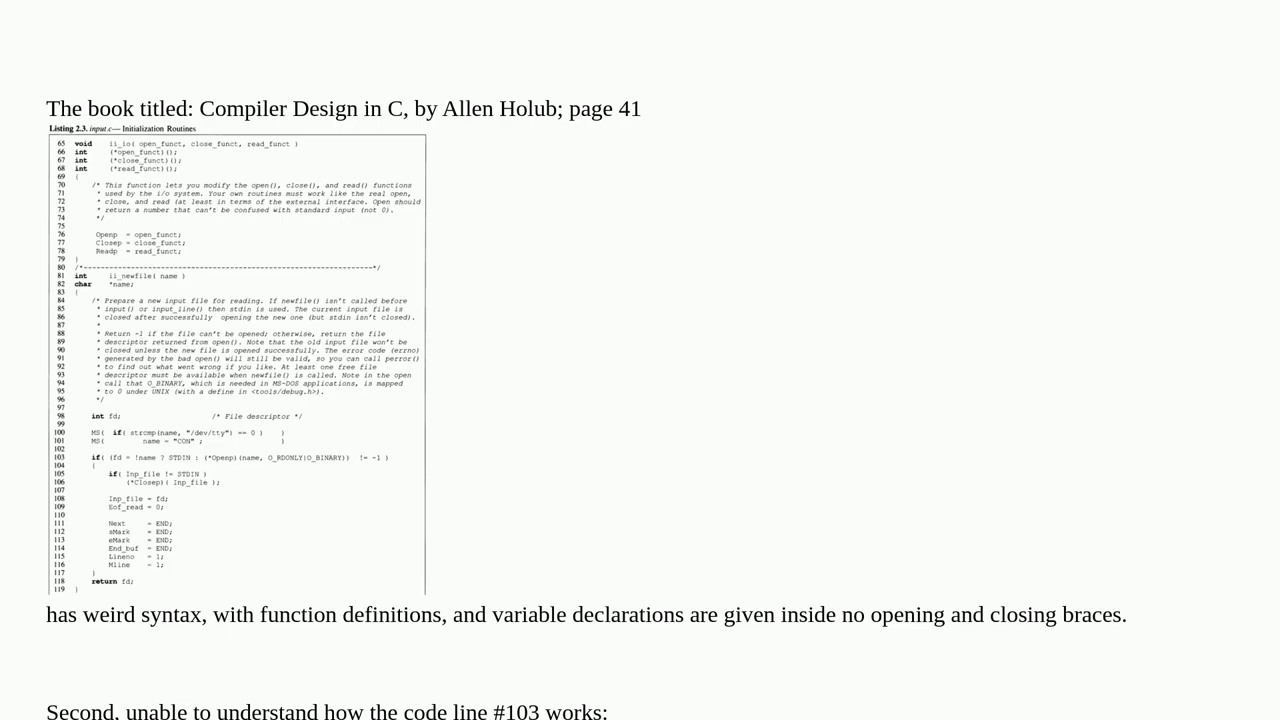 The book titled: Compiler Design in C, by Allen Holub; page 41
Listing 2.3. input.c— Initialization Routines
65 void ii_io( open_funct, close_funct, read_funct )
66 int (*open_funct)();
67 int (*close_funct)();
68 int (*read_funct)();
69 {
70 /* This function lets you modify the open(), close(), and read() functions
71 * used by the i/o system. Your own routines must work like the real open,
72 * close, and read (at least in terms of the external interface. Open should
73 * return a number that can't be confused with standard input (not 0).
74 */
75
76 Openp = open_funct;
77 Closep = close_funct;
78 Readp = read_funct;
79 }
80 /*--------------------------------------------------------------------*/
81 int ii_newfile( name )
82 char *name;
83 {
84 /* Prepare a new input file for reading. If newfile() isn't called before
85 * input() or input_line() then stdin is used. The current input file is
86 * closed after successfully opening the new one (but stdin isn't closed).
87 *
88 * Return -1 if the file can't be opened; otherwise, return the file
89 * descriptor returned from open(). Note that the old input file won't be
90 * closed unless the new file is opened successfully. The error code (errno)
91 * generated by the bad open() will still be valid, so you can call perror()
92 * to find out what went wrong if you like. At least one free file
93 * descriptor must be available when newfile() is called. Note in the open
94 * call that O_BINARY, which is needed in MS-DOS applications, is mapped
95 * to 0 under UNIX (with a define in <tools/debug.h>).
96 */
97
98 int fd; /* File descriptor */
99
100 MS( if( strcmp(name, "/dev/tty") == 0 ) )
101 MS( name = "CON" ; )
102
103 if( (fd = !name ? STDIN : (*Openp)(name, O_RDONLY|O_BINARY)) != -1 )
104 {
105 if( Inp_file != STDIN )
106 (*Closep)( Inp_file );
107
108 Inp_file = fd;
109 Eof_read = 0;
110
111 Next = END;
112 sMark = END;
113 eMark = END;
114 End_buf = END;
115 Lineno = 1;
116 Mline = 1;
117 }
118 return fd;
119 }
has weird syntax, with function definitions, and variable declarations are given inside no opening and closing braces.
Second, unable to understand how the code line #103 works: